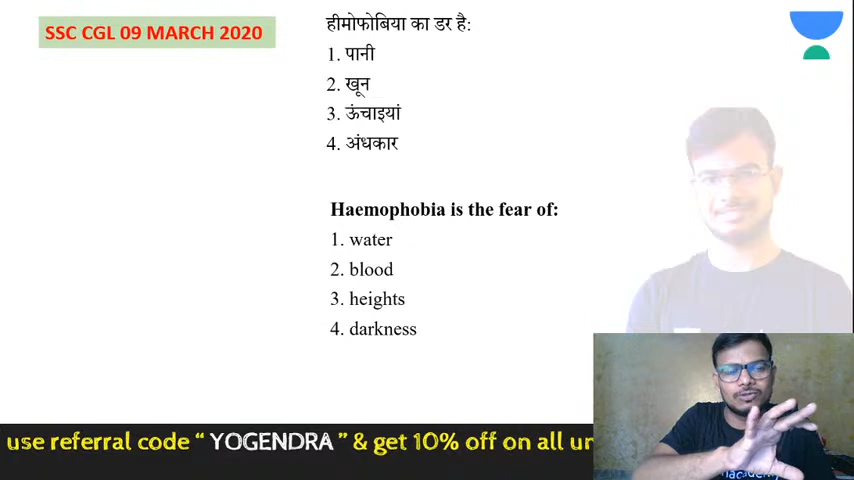 SSC CGL 09 MARCH 2020
हीमोफोबिया का डर है:
1. पानी
2. खून
3. ऊंचाइयां
4. अंधकार
Haemophobia is the fear of:
1. water
2. blood
3. heights
4. darkness
use referral code “ YOGENDRA ” & get 10% off on all un